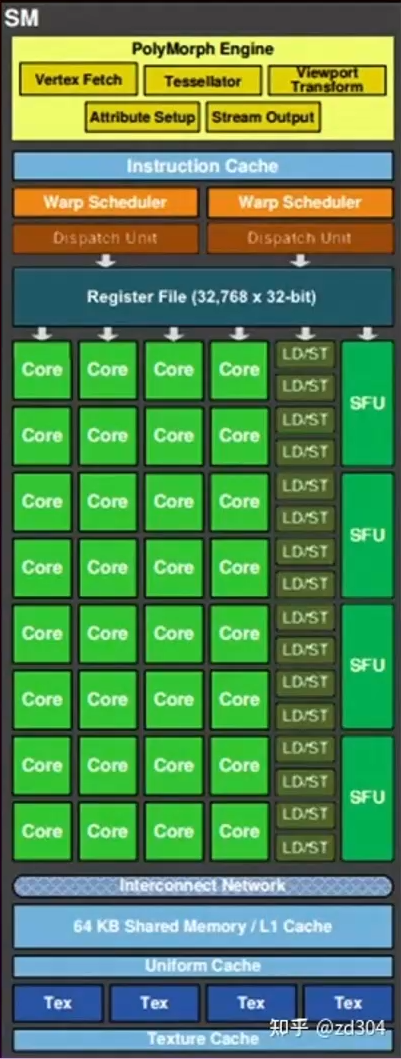 SM
PolyMorph Engine
Vertex Fetch Tessellator Viewport Transform
Attribute Setup Stream Output
Instruction Cache
Warp Scheduler Warp Scheduler
Dispatch Unit Dispatch Unit
Register File (32,768 x 32-bit)
Core Core Core Core LD/ST LD/ST SFU
Core Core Core Core LD/ST LD/ST
Core Core Core Core LD/ST LD/ST SFU
Core Core Core Core LD/ST LD/ST
Core Core Core Core LD/ST LD/ST SFU
Core Core Core Core LD/ST LD/ST
Core Core Core Core LD/ST LD/ST SFU
Core Core Core Core LD/ST LD/ST
Interconnect Network
64 KB Shared Memory / L1 Cache
Uniform Cache
Tex Tex Tex Tex
知乎 @zd304
Texture Cache